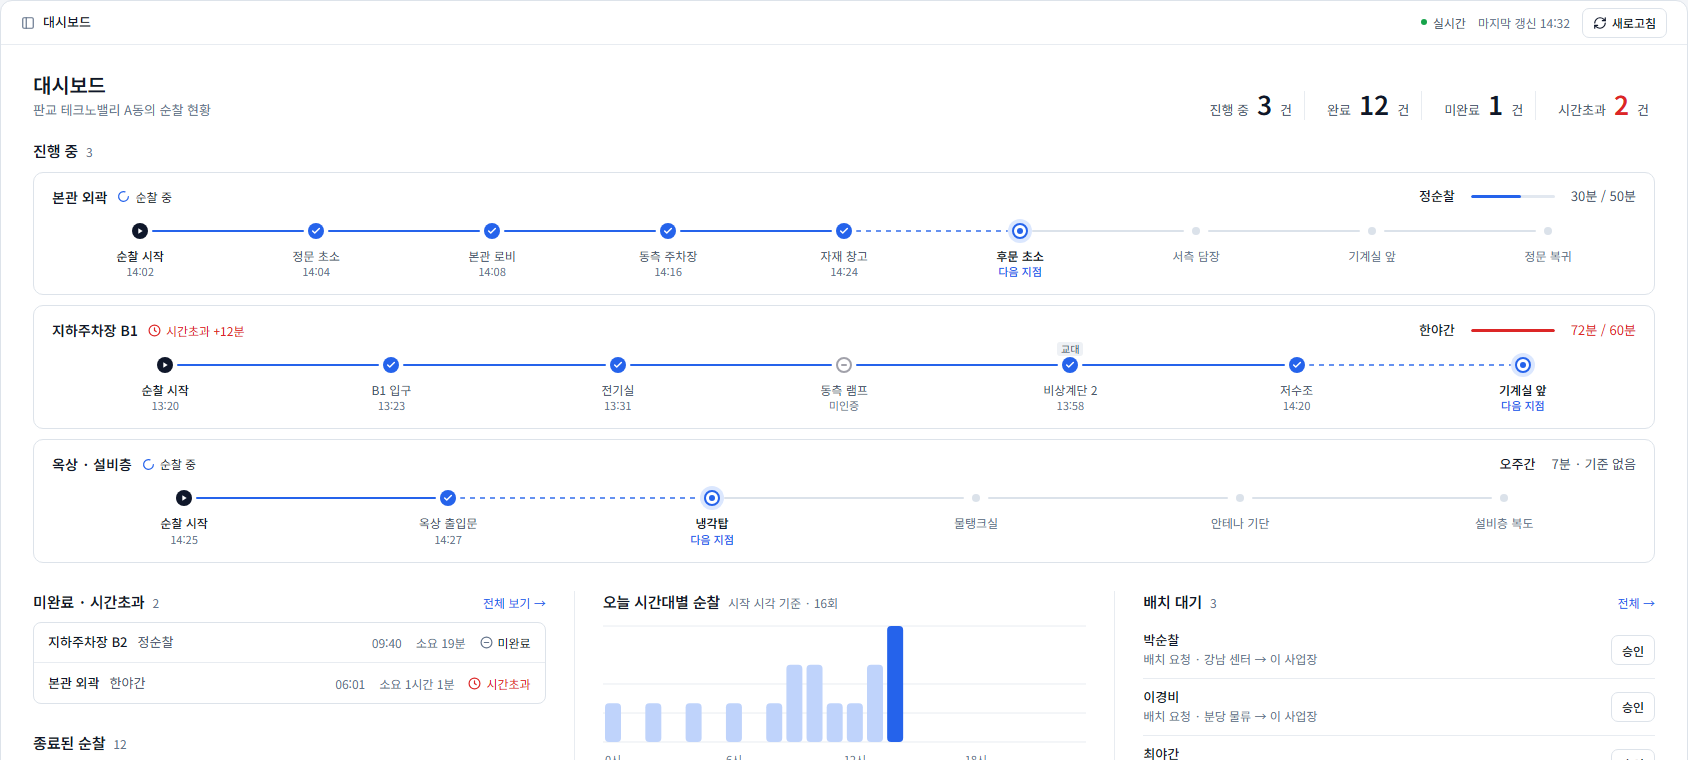 대시보드
실시간 마지막 갱신 14:32 새로고침
대시보드
판교 테크노밸리 A동의 순찰 현황
진행 중 3 건 완료 12 건 미완료 1 건 시간초과 2 건
진행 중 3
본관 외곽 순찰 중 정순찰 30분 / 50분
순찰 시작 정문 초소 본관 로비 동측 주차장 자재 창고 후문 초소 서측 담장 기계실 앞 정문 복귀
14:02 14:04 14:08 14:16 14:24 다음 지점
지하주차장 B1 시간초과 +12분 한야간 72분 / 60분
교대
순찰 시작 B1 입구 전기실 동측 램프 비상계단 2 저수조 기계실 앞
13:20 13:23 13:31 미인증 13:58 14:20 다음 지점
옥상 · 설비층 순찰 중 오주간 7분 · 기준 없음
순찰 시작 옥상 출입문 냉각탑 물탱크실 안테나 기단 설비층 복도
14:25 14:27 다음 지점
미완료 · 시간초과 2 전체 보기 →
지하주차장 B2 정순찰 09:40 소요 19분 미완료
본관 외곽 한야간 06:01 소요 1시간 1분 시간초과
종료된 순찰 12
오늘 시간대별 순찰 시작 시각 기준 · 16회
0시 6시 12시 18시
배치 대기 3 전체 →
박순찰
배치 요청 · 강남 센터 → 이 사업장 승인
이경비
배치 요청 · 분당 물류 → 이 사업장 승인
최야간